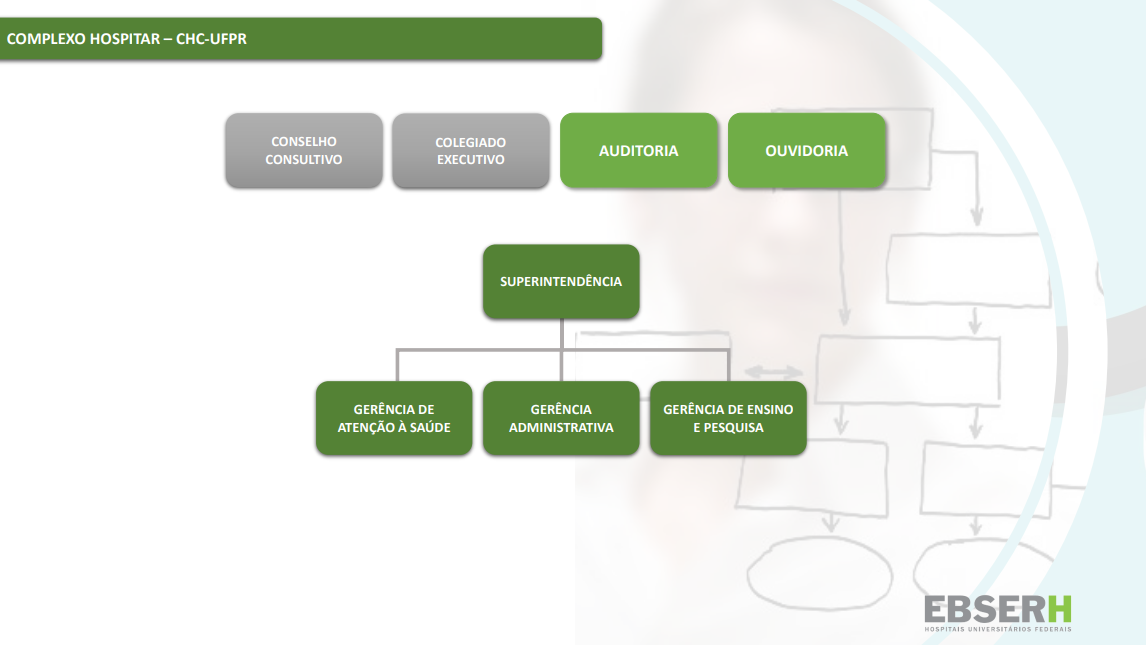 COMPLEXO HOSPITAR – CHC-UFPR
CONSELHO
CONSULTIVO
COLEGIADO
EXECUTIVO
AUDITORIA
OUVIDORIA
SUPERINTENDÊNCIA
GERÊNCIA DE
ATENÇÃO À SAÚDE
GERÊNCIA
ADMINISTRATIVA
GERÊNCIA DE ENSINO
E PESQUISA
EBSERH
HOSPITAIS UNIVERSITÁRIOS FEDERAIS